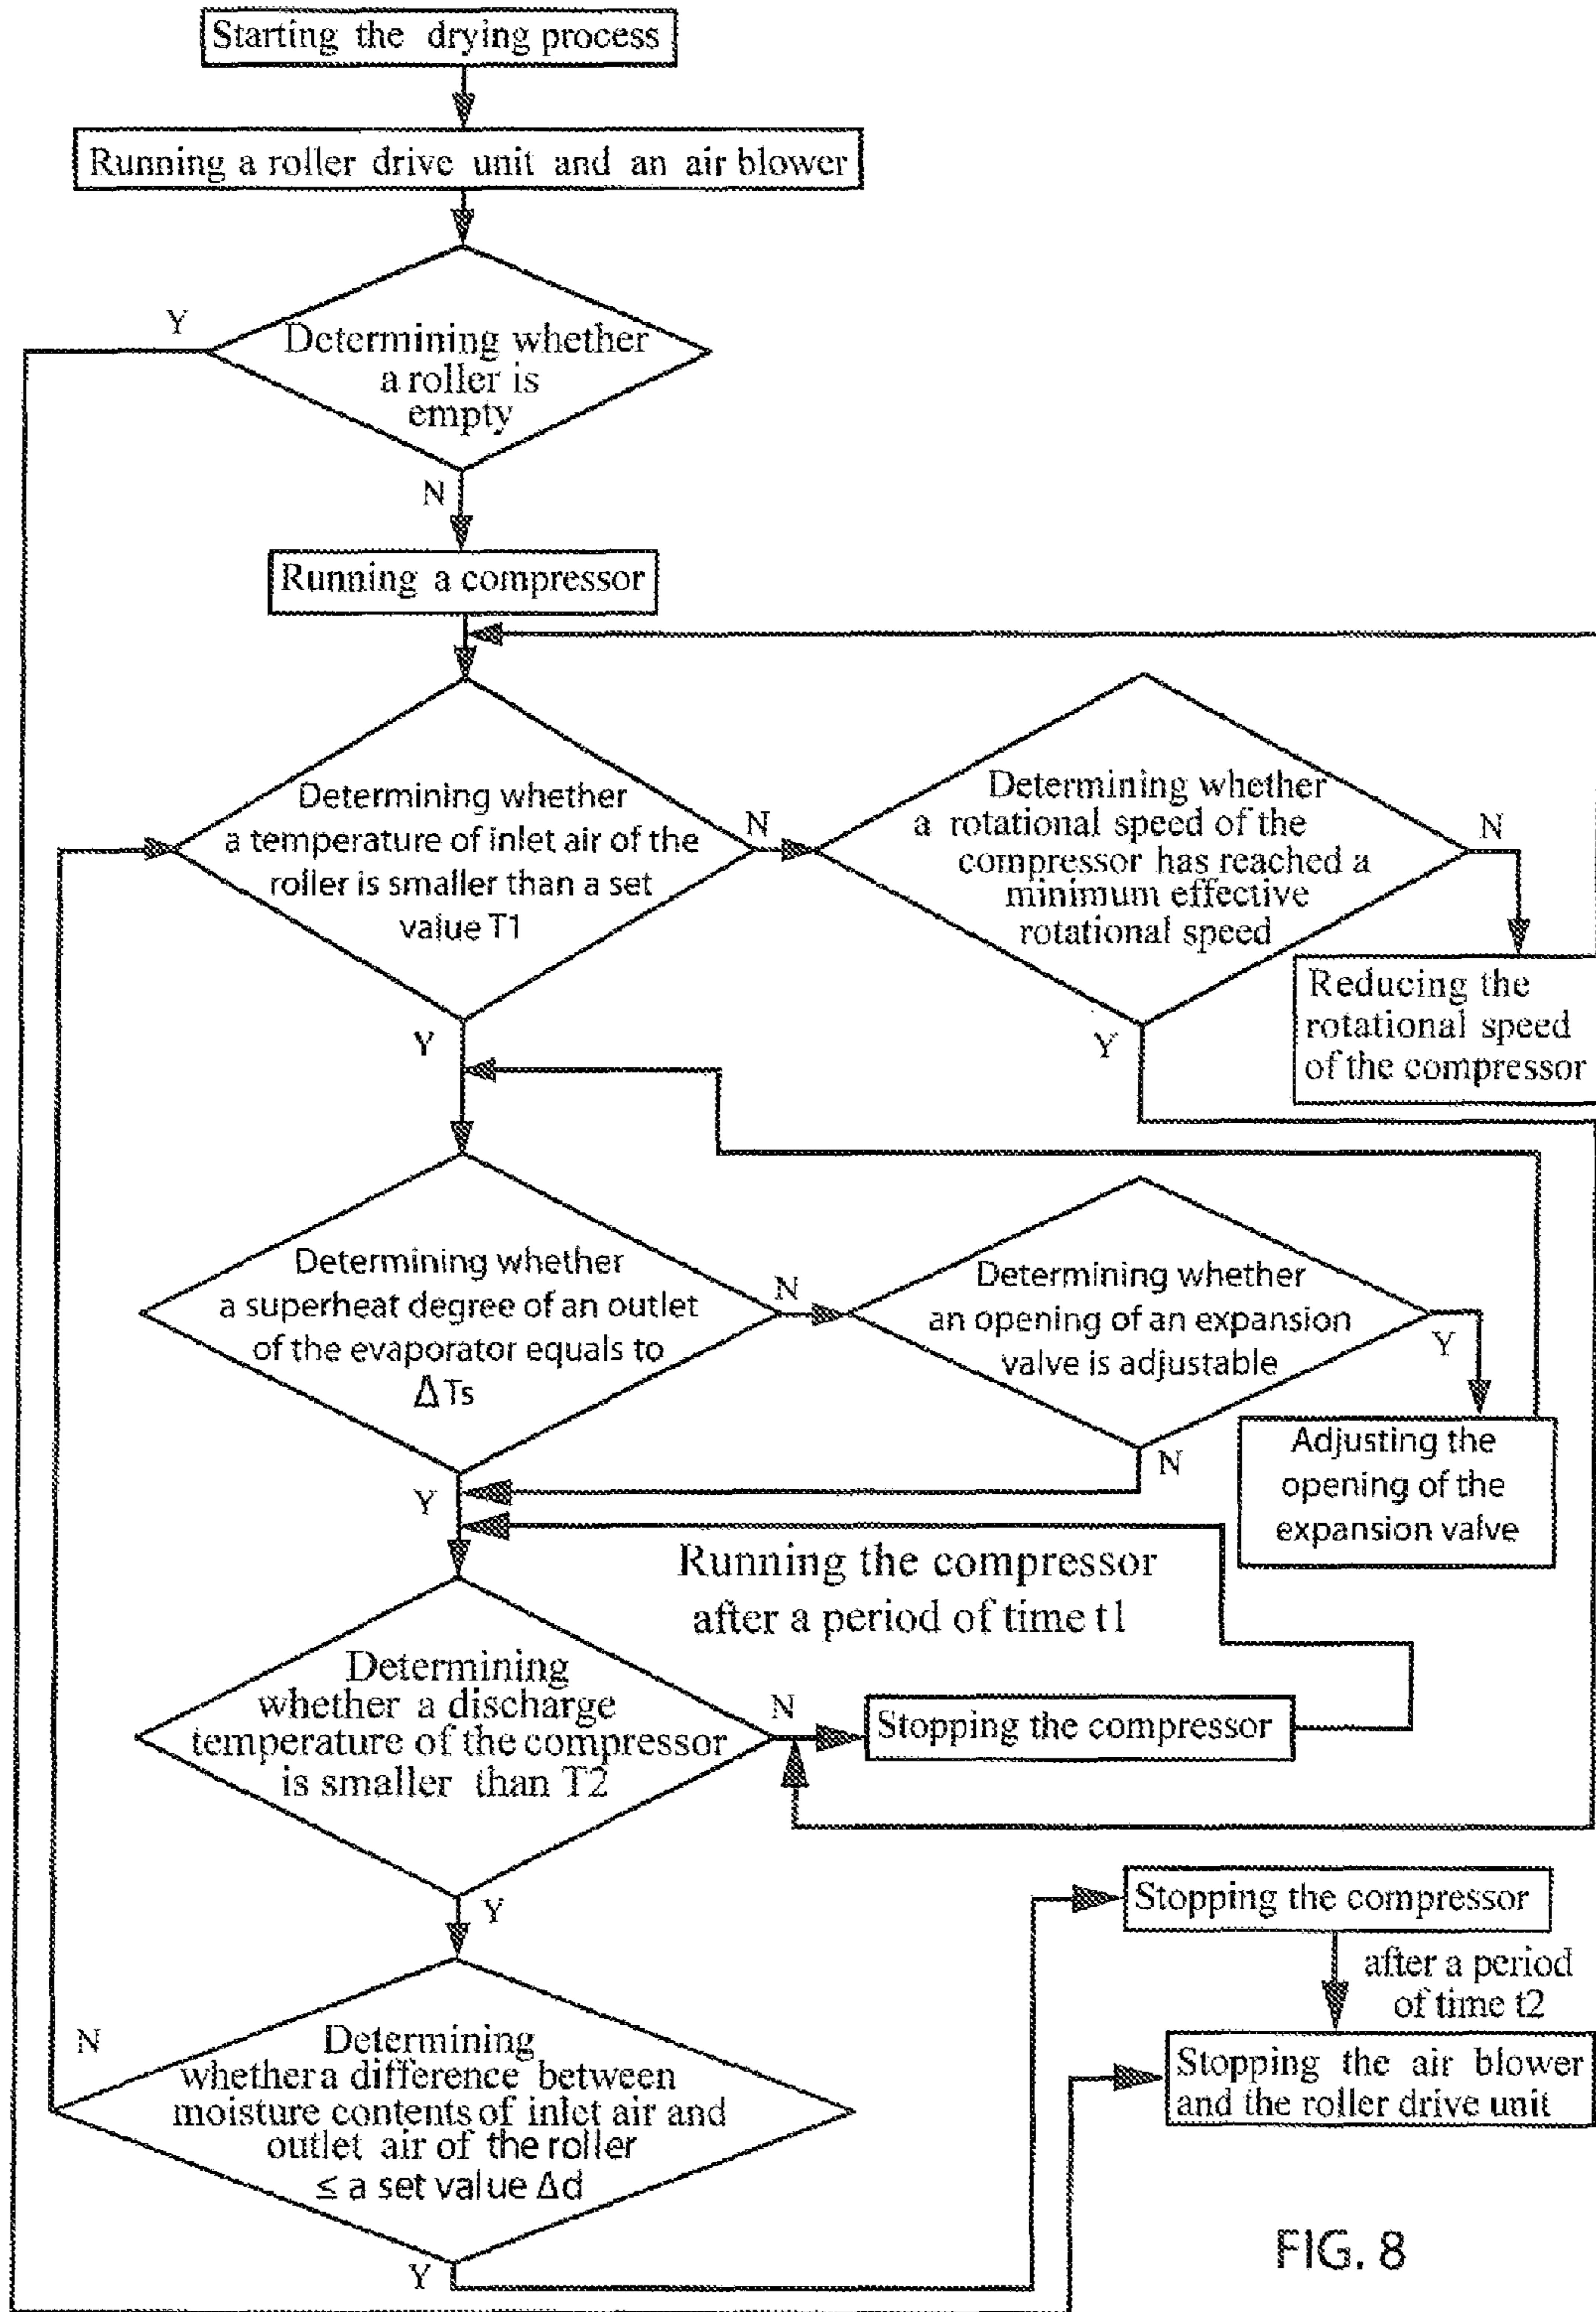 Starting the drying process
Running a roller drive unit and an air blower
Y
Determining whether
a roller is
empty
N
Running a compressor
Determining whether
a temperature of inlet air of the
roller is smaller than a set
value T1
N
Y
Determining whether
a rotational speed of the
compressor has reached a
minimum effective
rotational speed
N
Y
Reducing the
rotational speed
of the compressor
Determining whether
a superheat degree of an outlet
of the evaporator equals to
ΔTs
N
Y
Determining whether
an opening of an expansion
valve is adjustable
Y
N
Adjusting the
opening of the
expansion valve
Running the compressor
after a period of time t1
Determining
whether a discharge
temperature of the compressor
is smaller than T2
N
Stopping the compressor
Y
Stopping the compressor
after a period
of time t2
N
Determining
whether a difference between
moisture contents of inlet air and
outlet air of the roller
≤ a set value Δd
Y
Stopping the air blower
and the roller drive unit
FIG. 8